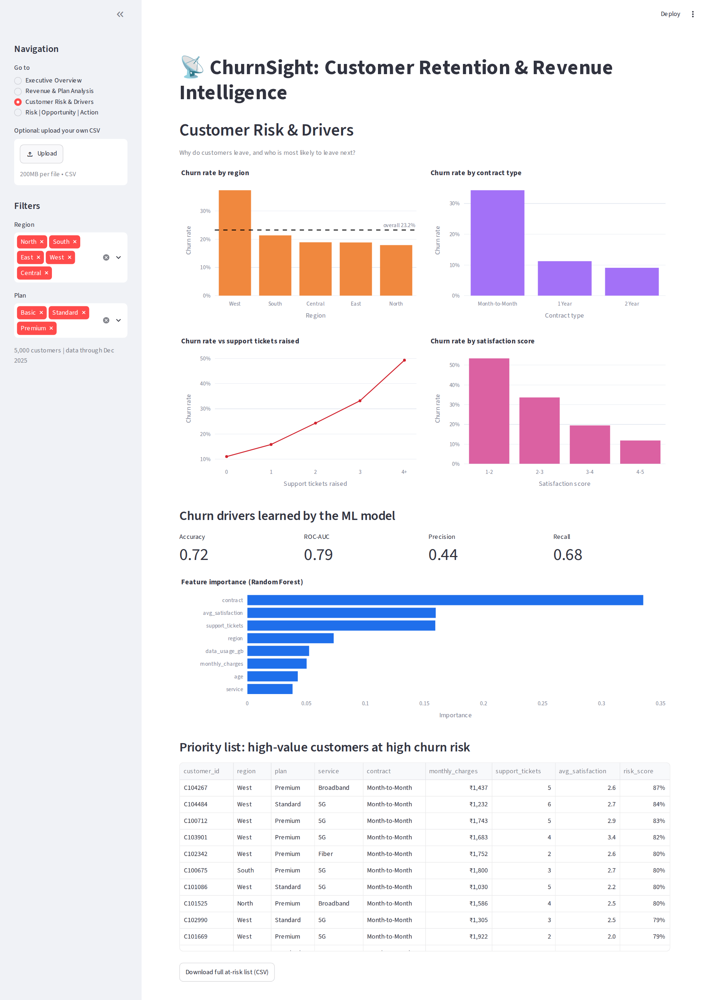 Deploy
Navigation
Go to
Executive Overview
Revenue & Plan Analysis
Customer Risk & Drivers
Risk | Opportunity | Action
Optional: upload your own CSV
Upload
200MB per file • CSV
Filters
Region
North × South ×
East × West ×
Central ×
Plan
Basic × Standard ×
Premium ×
5,000 customers | data through Dec
2025
ChurnSight: Customer Retention & Revenue
Intelligence
Customer Risk & Drivers
Why do customers leave, and who is most likely to leave next?
Churn rate by region
Churn rate
30%
20%
10%
0%
overall 23.2%
West South Central East North
Region
Churn rate by contract type
Churn rate
30%
20%
10%
0%
Month-to-Month 1 Year 2 Year
Contract type
Churn rate vs support tickets raised
Churn rate
50%
40%
30%
20%
10%
0 1 2 3 4+
Support tickets raised
Churn rate by satisfaction score
Churn rate
50%
40%
30%
20%
10%
0%
1-2 2-3 3-4 4-5
Satisfaction score
Churn drivers learned by the ML model
Accuracy ROC-AUC Precision Recall
0.72 0.79 0.44 0.68
Feature importance (Random Forest)
contract
avg_satisfaction
support_tickets
region
data_usage_gb
monthly_charges
age
service
0 0.05 0.1 0.15 0.2 0.25 0.3 0.35
Importance
Priority list: high-value customers at high churn risk
customer_id region plan service contract monthly_charges support_tickets avg_satisfaction risk_score
C104267 West Premium Broadband Month-to-Month ₹1,437 5 2.6 87%
C104484 West Standard 5G Month-to-Month ₹1,232 6 2.7 84%
C100712 West Premium 5G Month-to-Month ₹1,743 5 2.9 83%
C103901 West Premium 5G Month-to-Month ₹1,683 4 3.4 82%
C102342 West Premium Fiber Month-to-Month ₹1,752 2 2.6 80%
C100675 South Premium 5G Month-to-Month ₹1,800 3 2.7 80%
C101086 West Standard 5G Month-to-Month ₹1,030 5 2.2 80%
C101525 North Premium Broadband Month-to-Month ₹1,586 4 2.5 80%
C102990 West Standard 5G Month-to-Month ₹1,305 3 2.5 79%
C101669 West Premium 5G Month-to-Month ₹1,922 2 2.0 79%
Download full at-risk list (CSV)